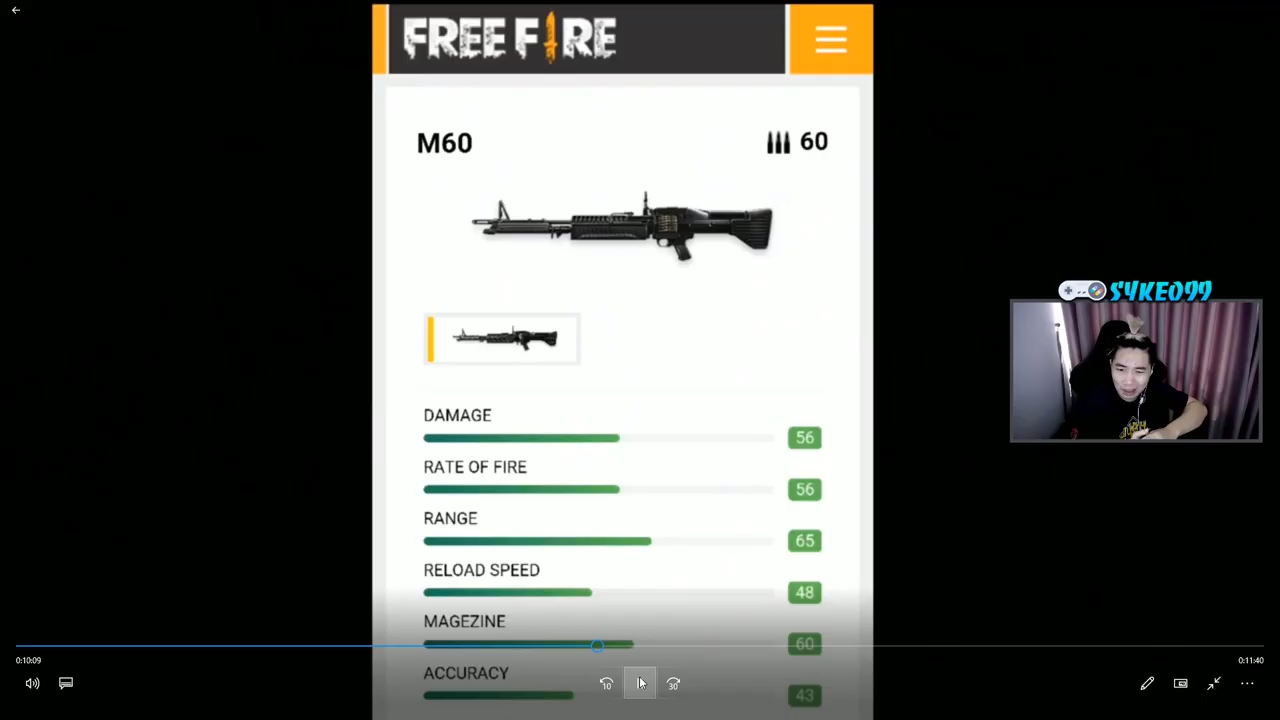 FREE FIRE
M60
60
SYKE099
DAMAGE
56
RATE OF FIRE
56
RANGE
65
RELOAD SPEED
48
MAGEZINE
60
ACCURACY
43
0:10:09
0:11:40
10
30